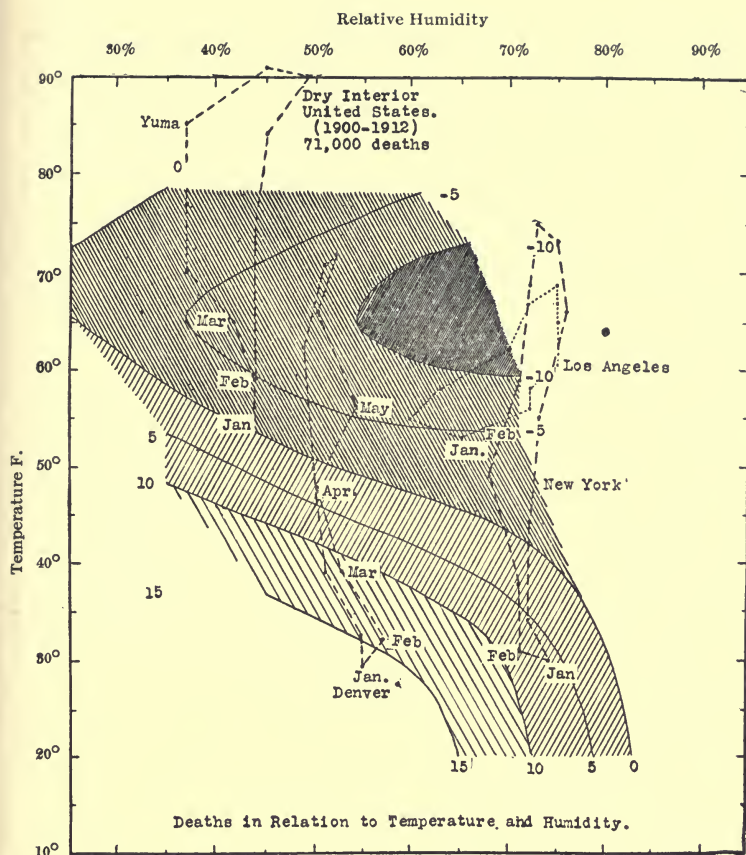 Relative Humidity
30% 40% 50% 60% 70% 80% 90%
90°
Dry Interior
United States.
(1900-1912)
71,000 deaths
Yuma
0
80°
-5
-10
70°
Mar
60°
Los Angeles
Feb
-10
May
Jan
Feb -5
5
Jan.
50°
10
Apr.
New York
Temperature F.
40°
Mar
15
30°
Feb
Feb
Jan
Jan.
Denver
20°
15 10 5 0
Deaths in Relation to Temperature and Humidity.
10°